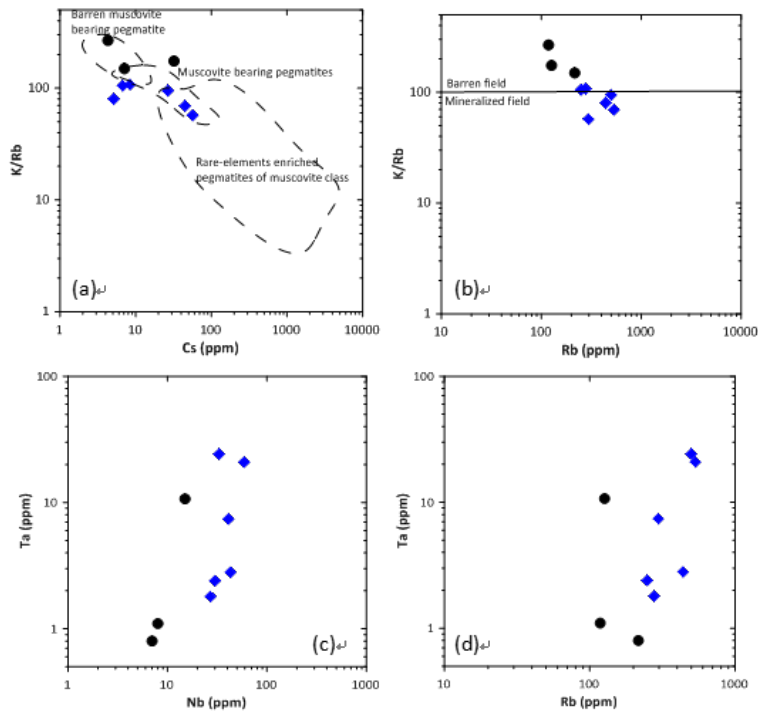 Barren muscovite
bearing pegmatite
Muscovite bearing pegmatites
Rare-elements enriched
pegmatites of muscovite class
1000
100
10
1
K/Rb
(a)↵
1 10 100 1000 10000
Cs (ppm)
Barren field
Mineralized field
1000
100
10
1
K/Rb
(b)↵
10 100 1000 10000
Rb (ppm)
100
10
1
Ta (ppm)
(c)↵
1 10 100 1000
Nb (ppm)
100
10
1
Ta (ppm)
(d)↵
10 100 1000
Rb (ppm)